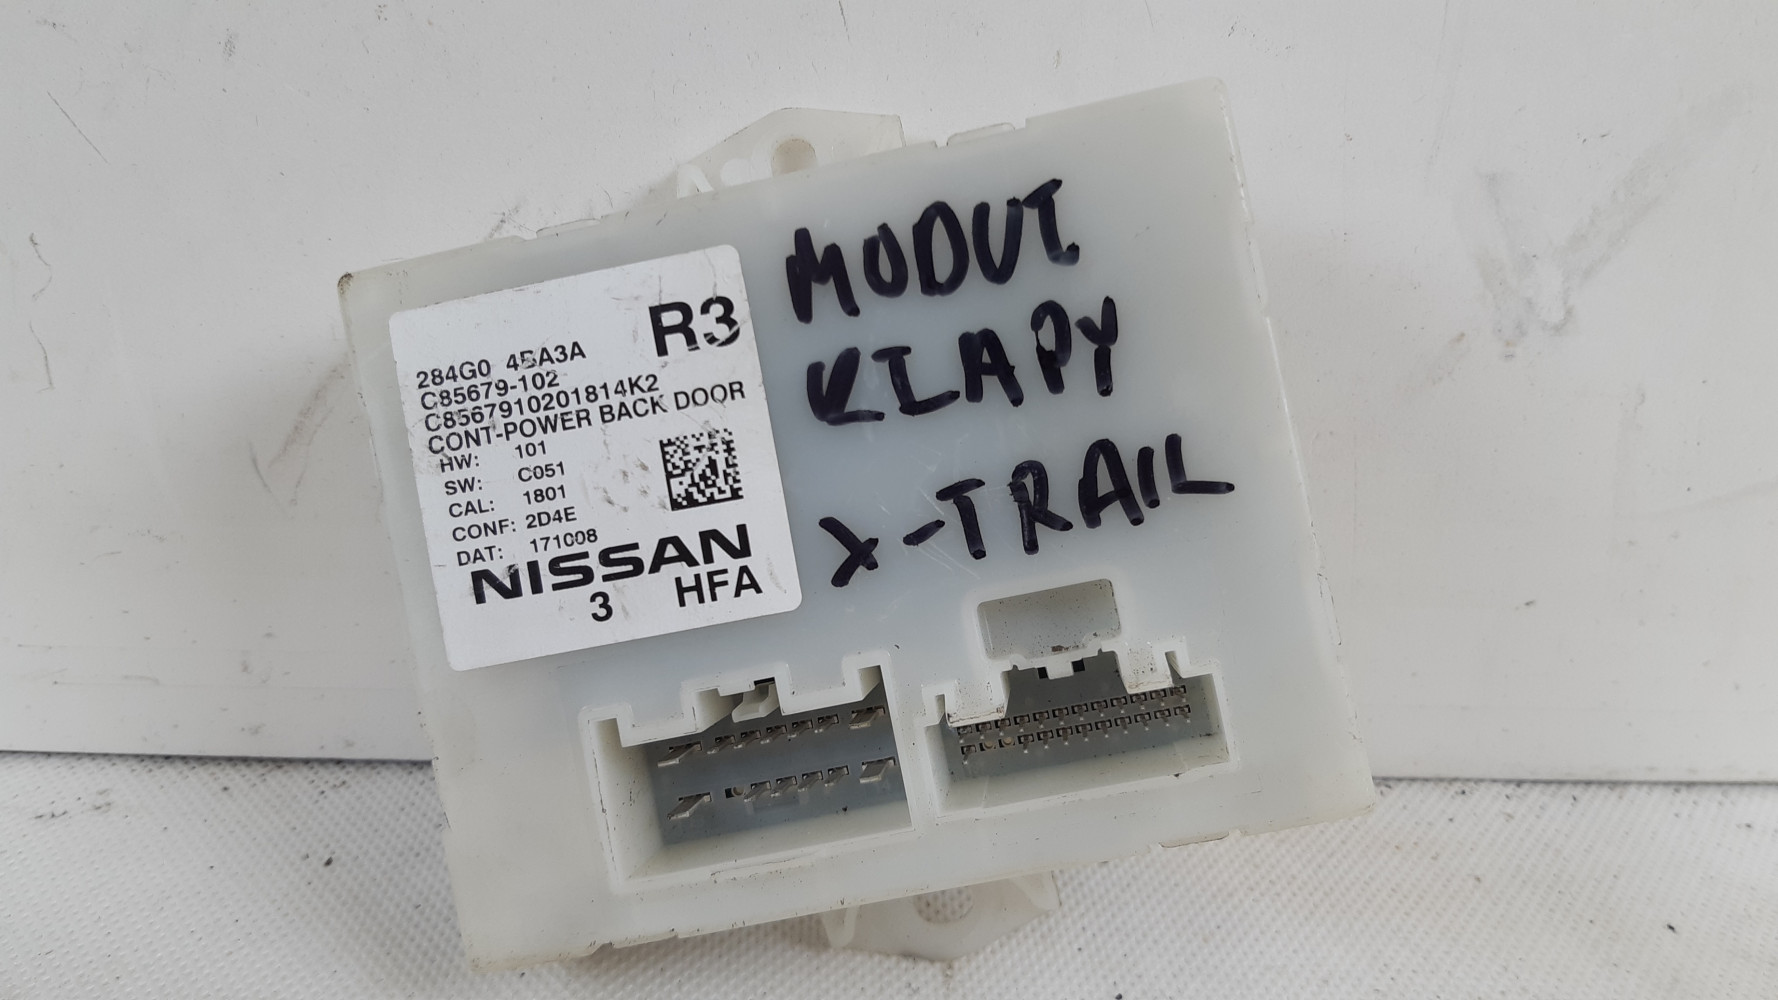 R3
284G0 4BA3A
C85679-102
C8567910201814K2
CONT-POWER BACK DOOR
HW: 101
SW: C051
CAL: 1801
CONF: 2D4E
DAT: 171008
NISSAN
3 HFA
MODUŁ
KŁAPY
X-TRAIL